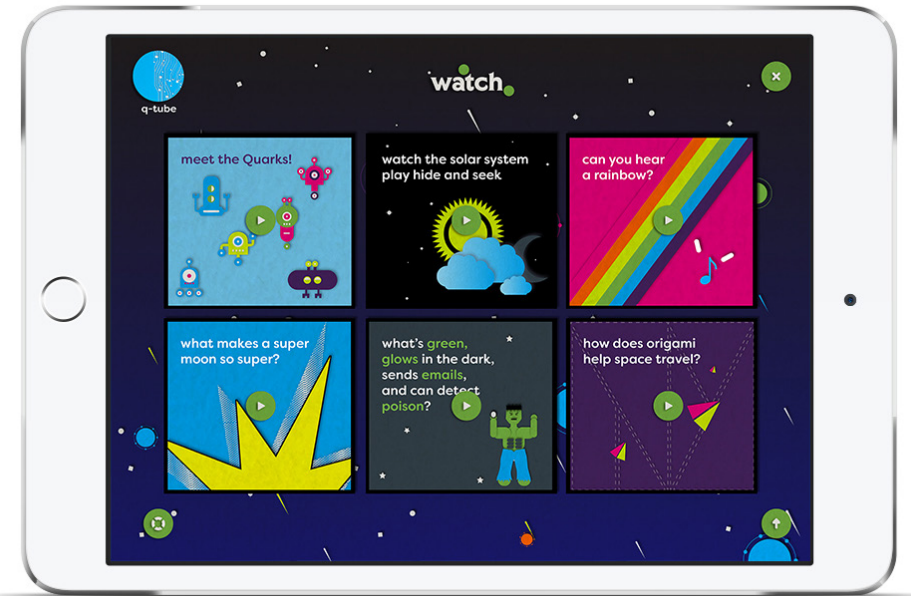 watch.
q-tube
meet the Quarks!
watch the solar system
play hide and seek
can you hear
a rainbow?
what makes a super
moon so super?
what's green,
glows in the dark,
sends emails,
and can detect
poison?
how does origami
help space travel?